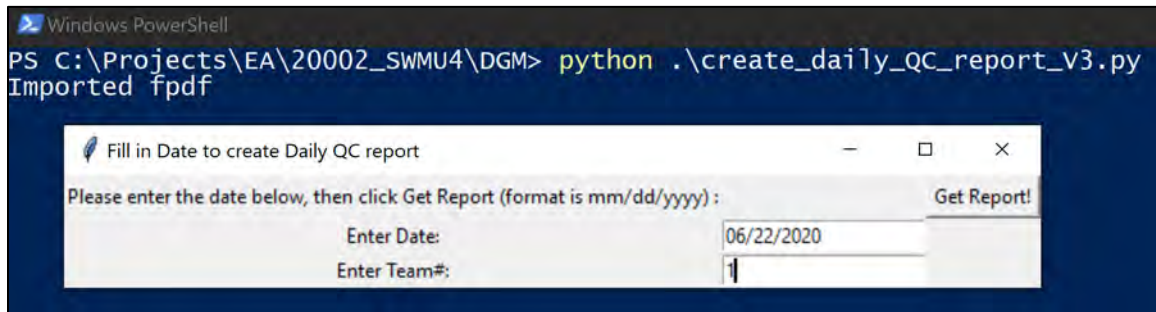 Windows PowerShell
PS C:\Projects\EA\20002_SWMU4\DGM> python .\create_daily_QC_report_V3.py
Imported fpdf
Fill in Date to create Daily QC report
Please enter the date below, then click Get Report (format is mm/dd/yyyy) : Get Report!
Enter Date: 06/22/2020
Enter Team#: 1